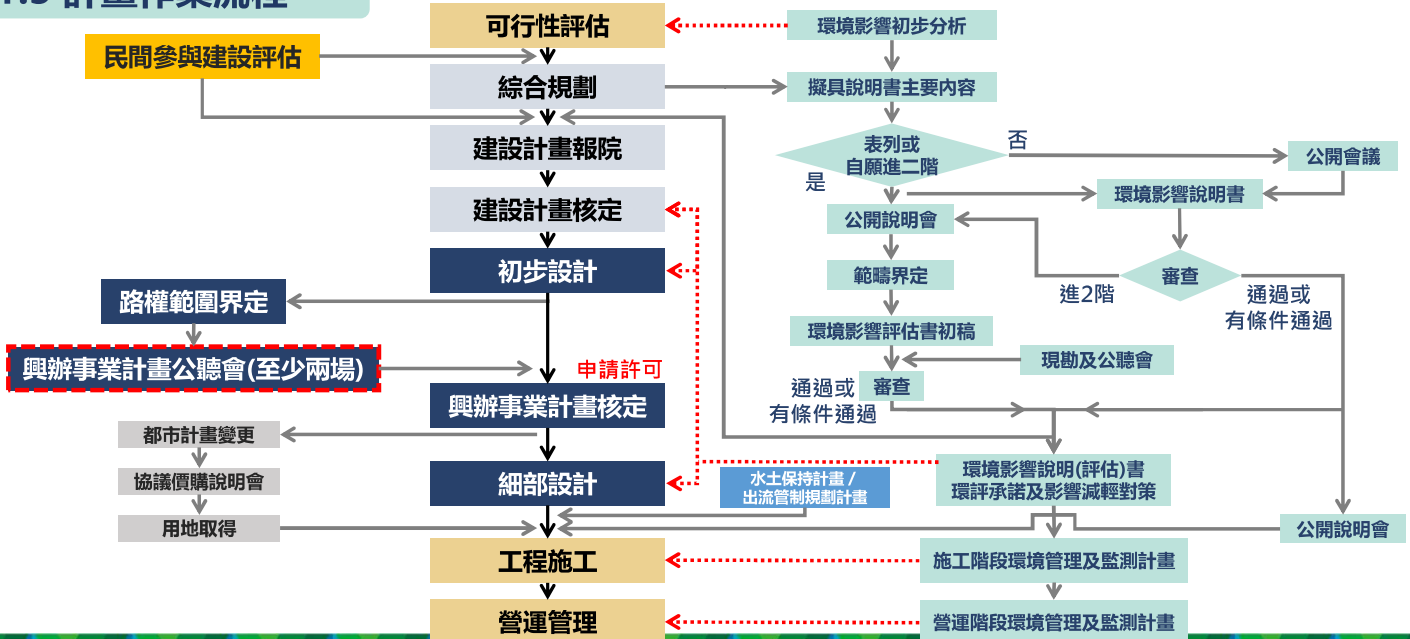 計畫作業流程
可行性評估
環境影響初步分析
民間參與建設評估
綜合規劃
擬具說明書主要內容
建設計畫報院
表列或
自願進二階
否
是
公開會議
建設計畫核定
環境影響說明書
公開說明會
初步設計
範疇界定
審查
進2階
通過或
有條件通過
路權範圍界定
環境影響評估書初稿
興辦事業計畫公聽會(至少兩場)
申請許可
現勘及公聽會
審查
通過或
有條件通過
興辦事業計畫核定
都市計畫變更
協議價購說明會
用地取得
細部設計
水土保持計畫 /
出流管制規劃計畫
環境影響說明(評估)書
環評承諾及影響減輕對策
公開說明會
工程施工
施工階段環境管理及監測計畫
營運管理
營運階段環境管理及監測計畫